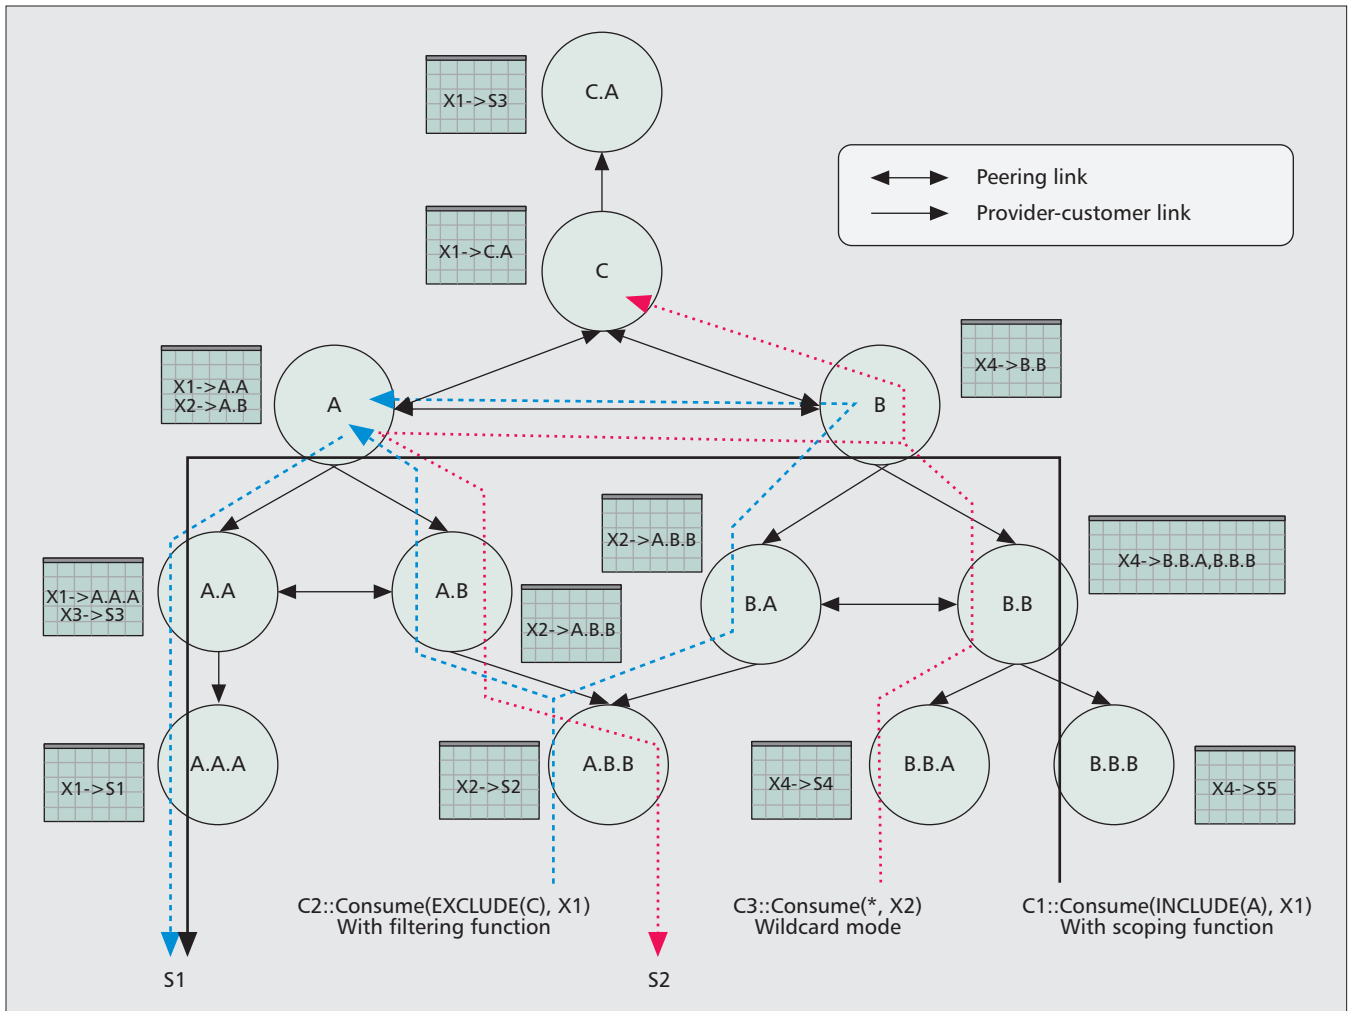 X1->S3
C.A
Peering link
Provider-customer link
X1->C.A
C
X1->A.A
X2->A.B
A
B
X4->B.B
X1->A.A.A
X3->S3
A.A
A.B
X2->A.B.B
X2->A.B.B
B.A
B.B
X4->B.B.A,B.B.B
X1->S1
A.A.A
X2->S2
A.B.B
X4->S4
B.B.A
B.B.B
X4->S5
C2::Consume(EXCLUDE(C), X1)
With filtering function
C3::Consume(*, X2)
Wildcard mode
C1::Consume(INCLUDE(A), X1)
With scoping function
S1
S2